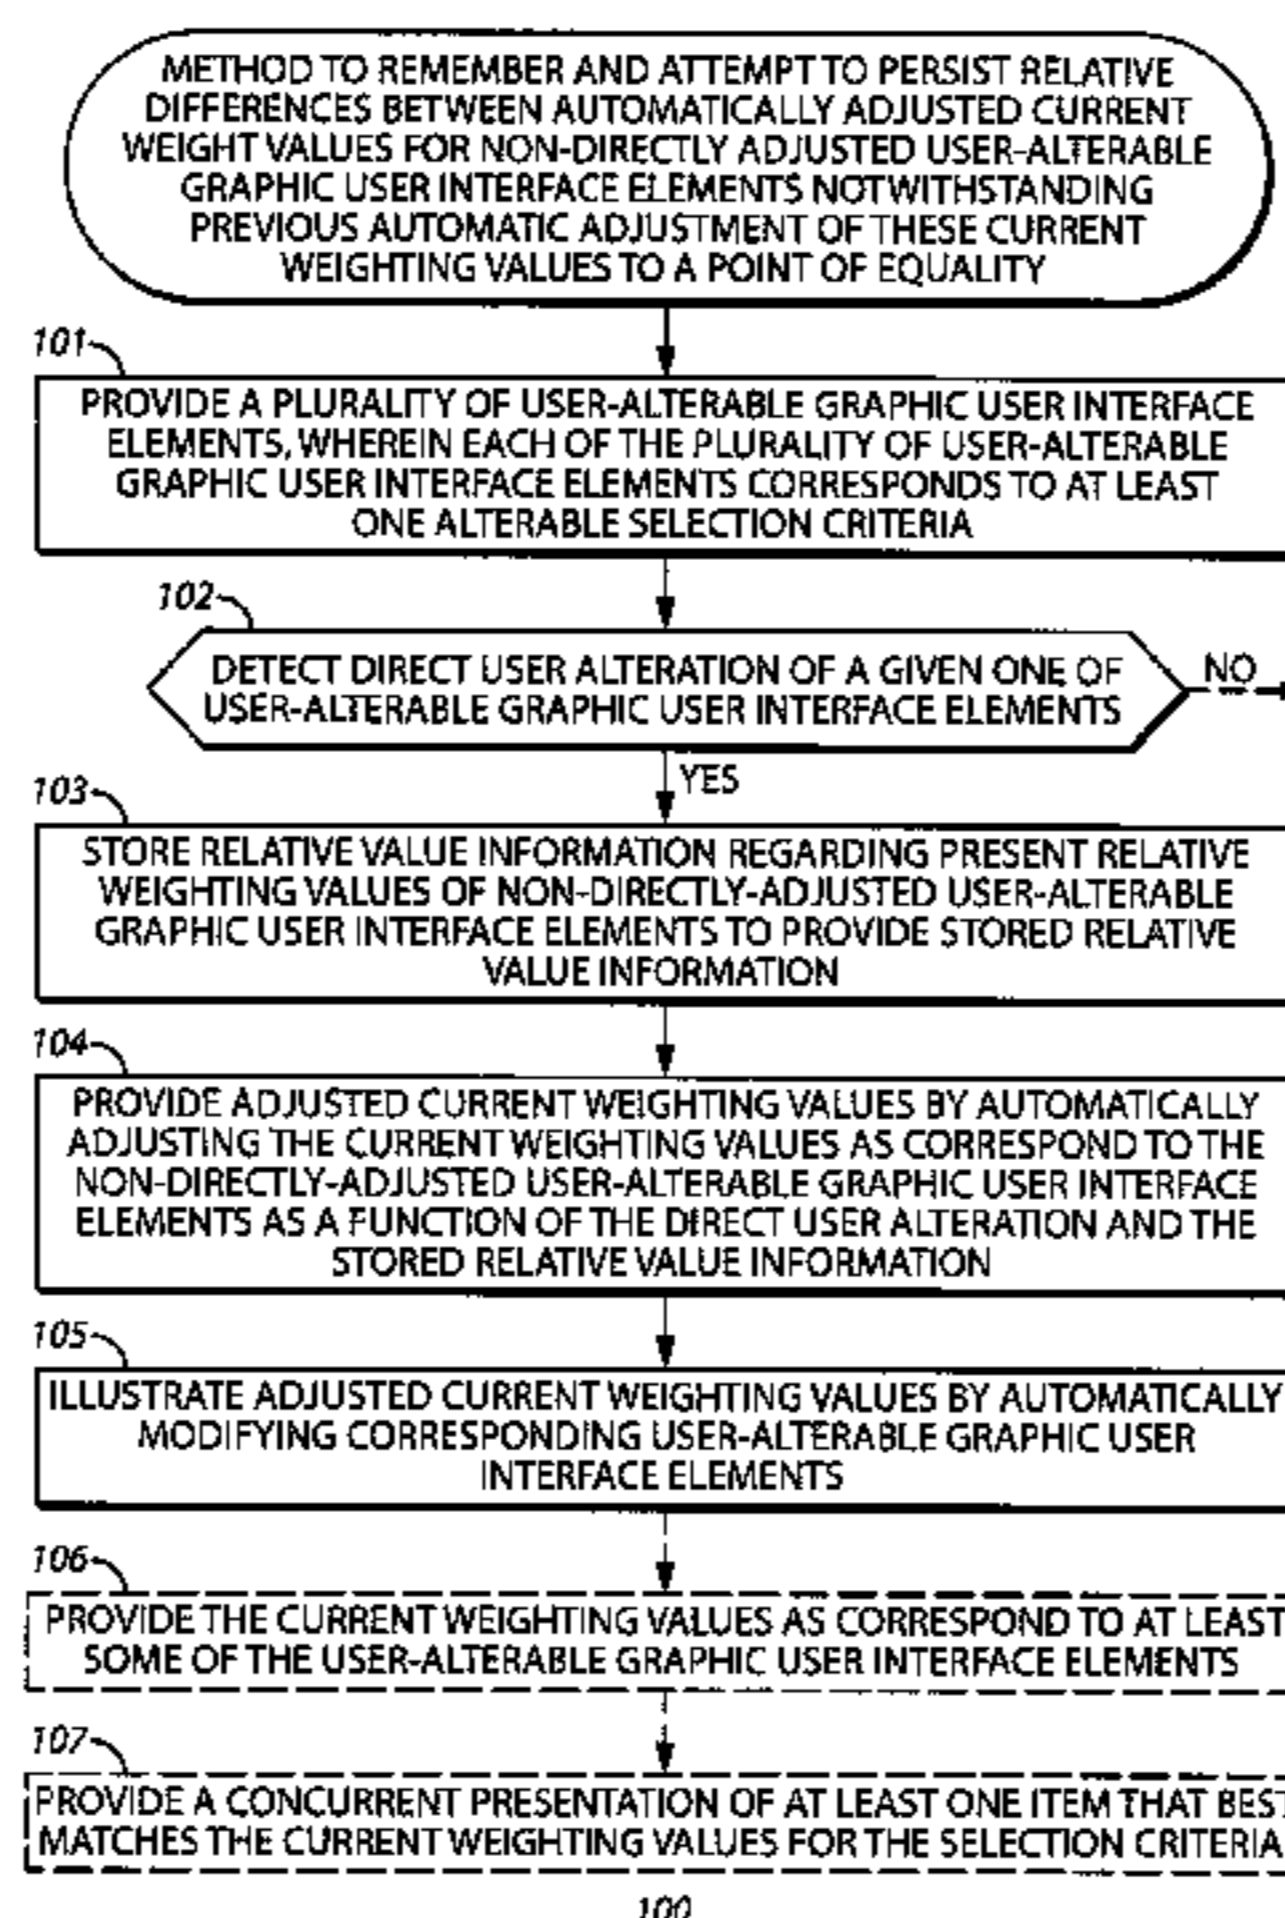 METHOD TO REMEMBER AND ATTEMPT TO PERSIST RELATIVE
DIFFERENCES BETWEEN AUTOMATICALLY ADJUSTED CURRENT
WEIGHT VALUES FOR NON-DIRECTLY ADJUSTED USER-ALTERABLE
GRAPHIC USER INTERFACE ELEMENTS NOTWITHSTANDING
PREVIOUS AUTOMATIC ADJUSTMENT OF THESE CURRENT
WEIGHTING VALUES TO A POINT OF EQUALITY
101
PROVIDE A PLURALITY OF USER-ALTERABLE GRAPHIC USER INTERFACE
ELEMENTS, WHEREIN EACH OF THE PLURALITY OF USER-ALTERABLE
GRAPHIC USER INTERFACE ELEMENTS CORRESPONDS TO AT LEAST
ONE ALTERABLE SELECTION CRITERIA
102
DETECT DIRECT USER ALTERATION OF A GIVEN ONE OF
USER-ALTERABLE GRAPHIC USER INTERFACE ELEMENTS
NO
YES
103
STORE RELATIVE VALUE INFORMATION REGARDING PRESENT RELATIVE
WEIGHTING VALUES OF NON-DIRECTLY-ADJUSTED USER-ALTERABLE
GRAPHIC USER INTERFACE ELEMENTS TO PROVIDE STORED RELATIVE
VALUE INFORMATION
104
PROVIDE ADJUSTED CURRENT WEIGHTING VALUES BY AUTOMATICALLY
ADJUSTING THE CURRENT WEIGHTING VALUES AS CORRESPOND TO THE
NON-DIRECTLY-ADJUSTED USER-ALTERABLE GRAPHIC USER INTERFACE
ELEMENTS AS A FUNCTION OF THE DIRECT USER ALTERATION AND THE
STORED RELATIVE VALUE INFORMATION
105
ILLUSTRATE ADJUSTED CURRENT WEIGHTING VALUES BY AUTOMATICALLY
MODIFYING CORRESPONDING USER-ALTERABLE GRAPHIC USER
INTERFACE ELEMENTS
106
PROVIDE THE CURRENT WEIGHTING VALUES AS CORRESPOND TO AT LEAST
SOME OF THE USER-ALTERABLE GRAPHIC USER INTERFACE ELEMENTS
107
PROVIDE A CONCURRENT PRESENTATION OF AT LEAST ONE ITEM THAT BEST
MATCHES THE CURRENT WEIGHTING VALUES FOR THE SELECTION CRITERIA
100